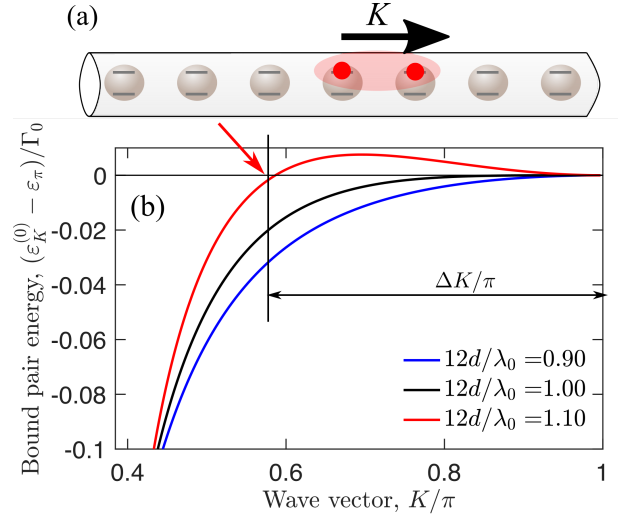 (a)
K
(b)
Bound pair energy, (ε_K^(0) − ε_π)/Γ_0
0
-0.02
-0.04
-0.06
-0.08
-0.1
ΔK/π
12d/λ_0 =0.90
12d/λ_0 =1.00
12d/λ_0 =1.10
0.4 0.6 0.8 1
Wave vector, K/π